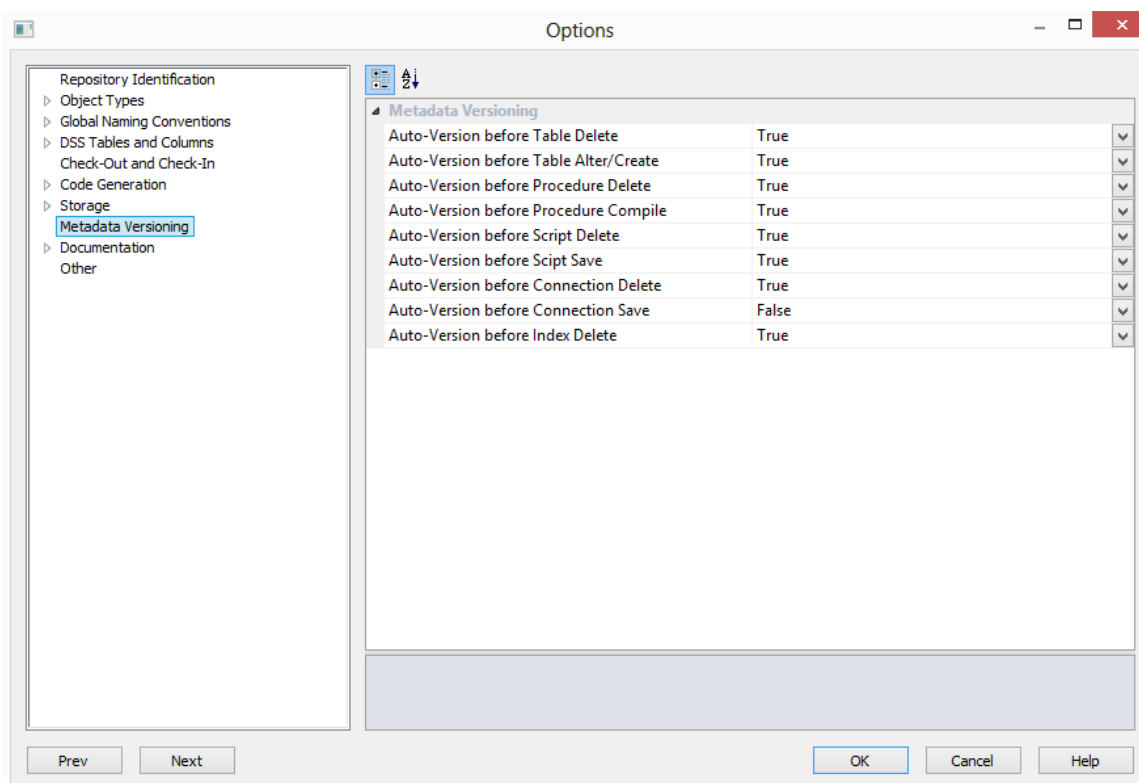 Options
Repository Identification
Object Types
Global Naming Conventions
DSS Tables and Columns
Check-Out and Check-In
Code Generation
Storage
Metadata Versioning
Documentation
Other
Metadata Versioning
Auto-Version before Table Delete True
Auto-Version before Table Alter/Create True
Auto-Version before Procedure Delete True
Auto-Version before Procedure Compile True
Auto-Version before Script Delete True
Auto-Version before Scipt Save True
Auto-Version before Connection Delete True
Auto-Version before Connection Save False
Auto-Version before Index Delete True
Prev Next OK Cancel Help